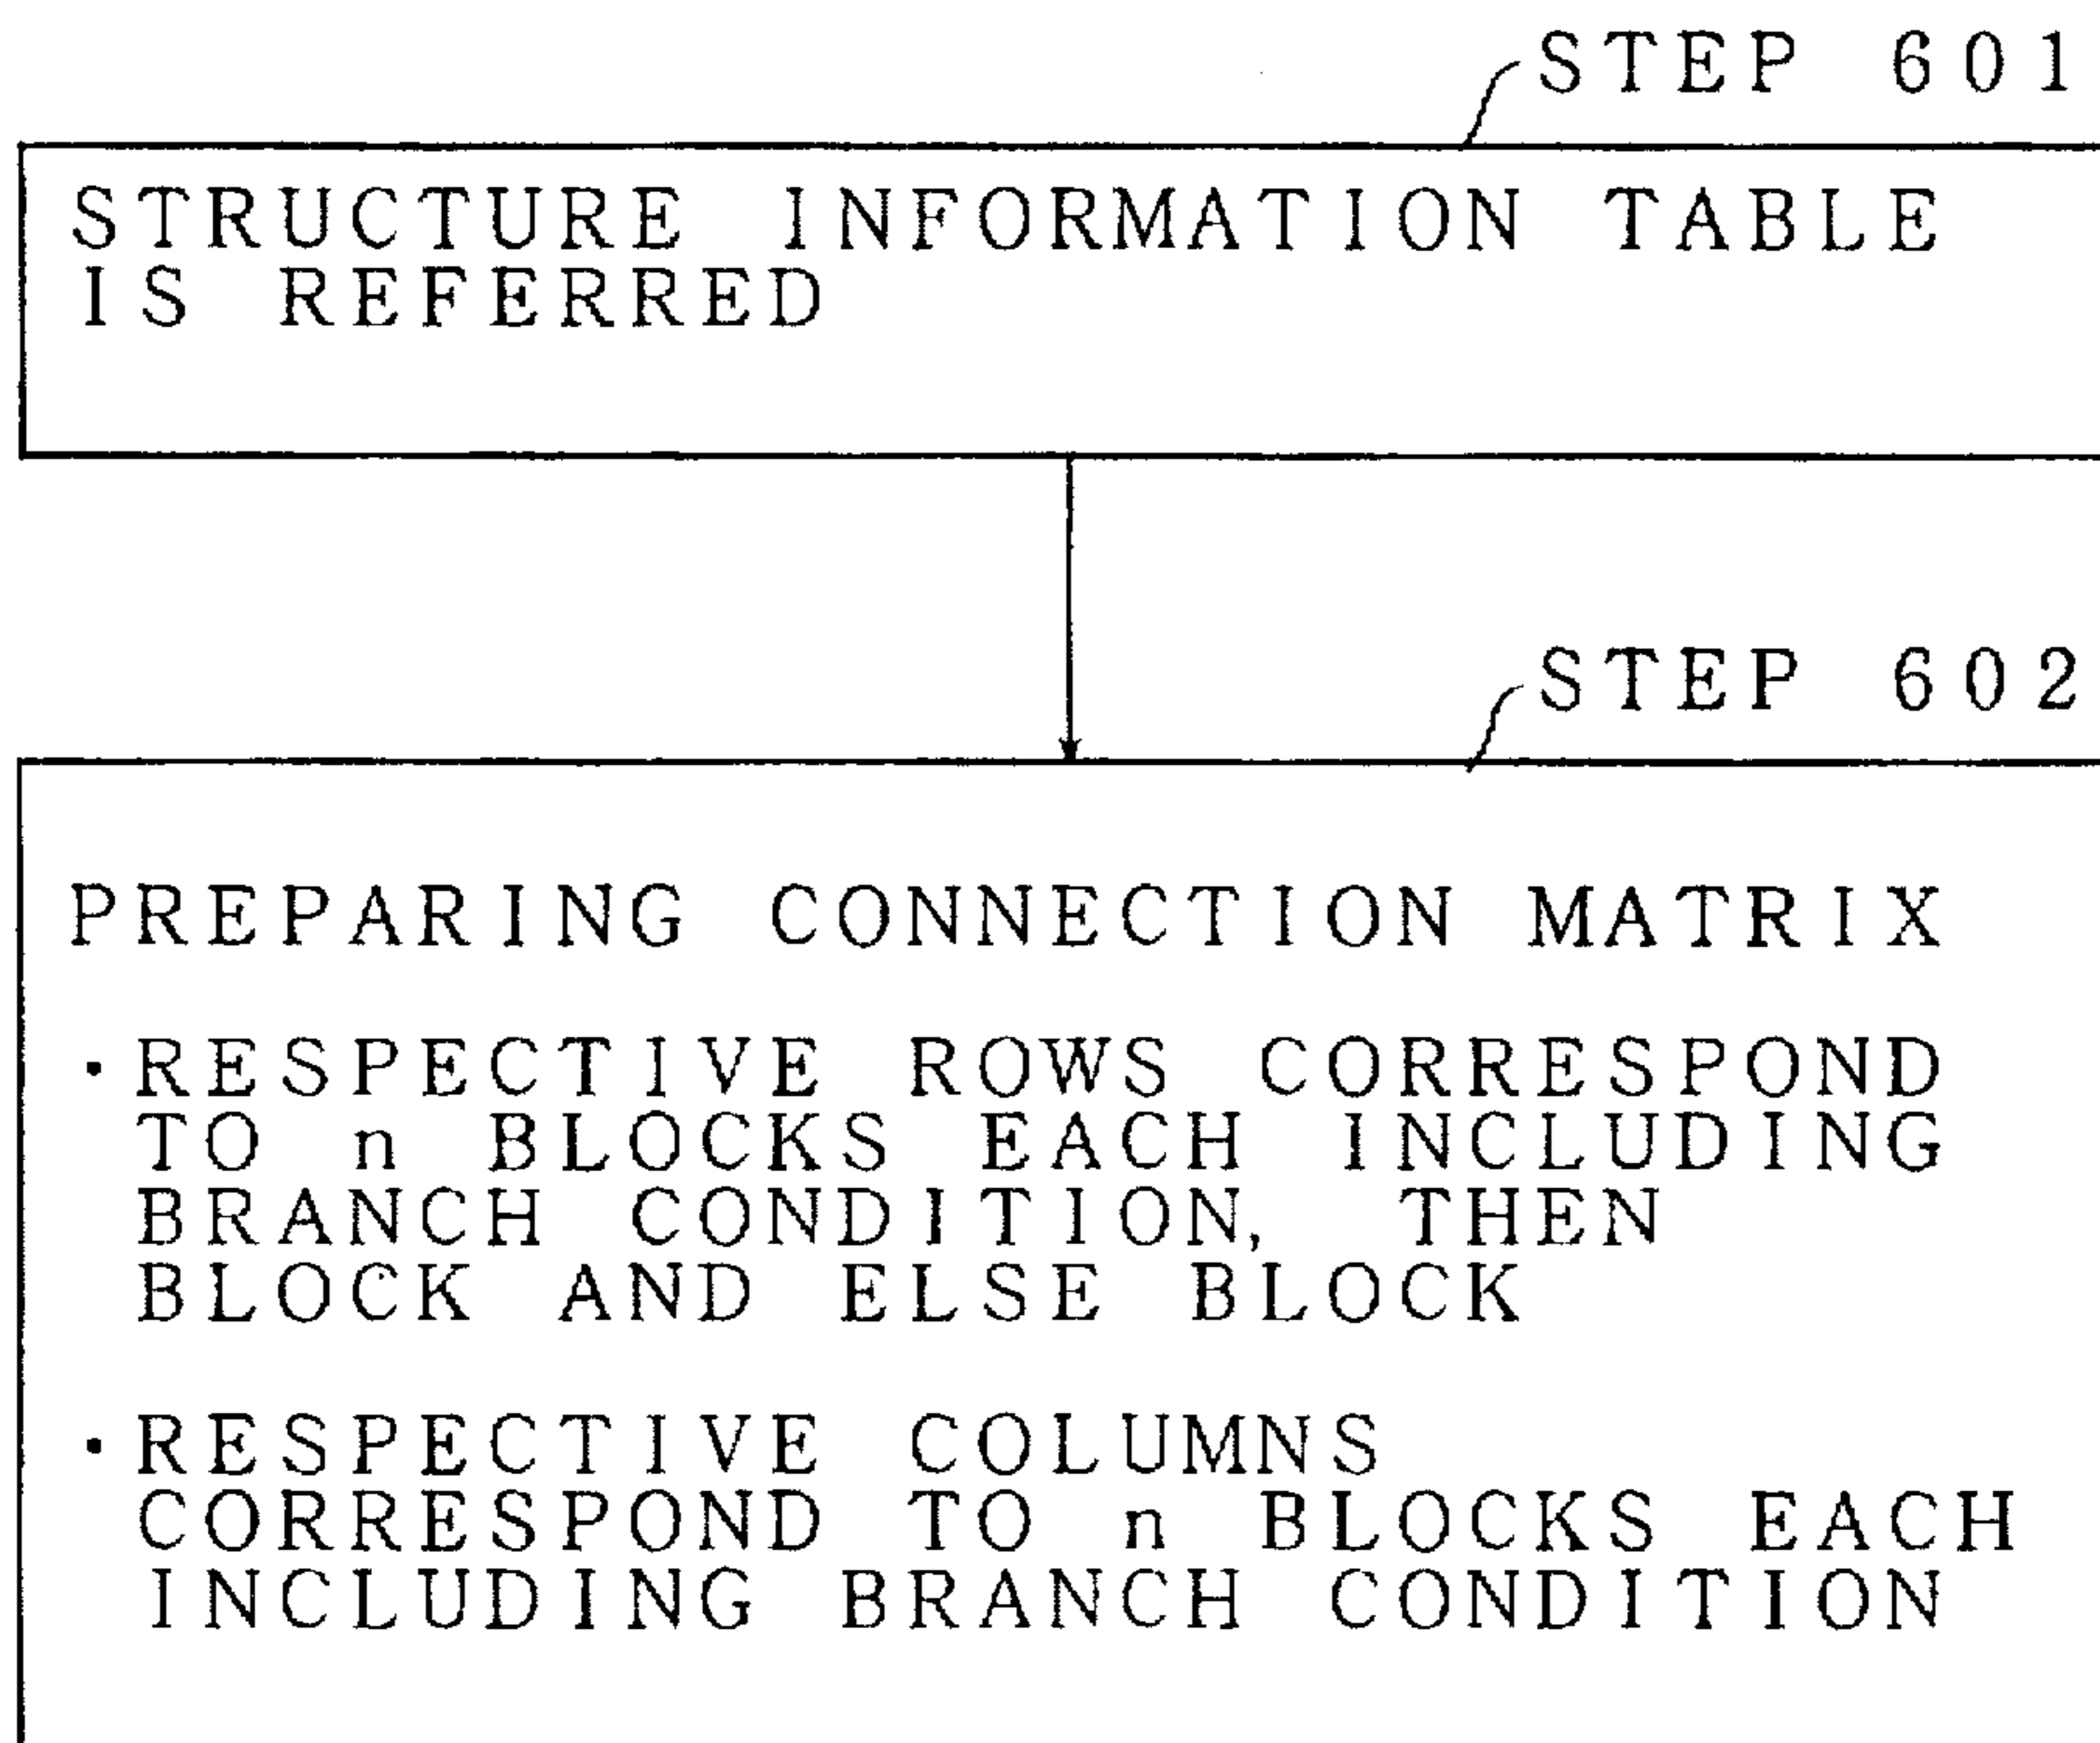 STEP 601
STRUCTURE INFORMATION TABLE
IS REFERRED
STEP 602
PREPARING CONNECTION MATRIX
・RESPECTIVE ROWS CORRESPOND
TO n BLOCKS EACH INCLUDING
BRANCH CONDITION, THEN
BLOCK AND ELSE BLOCK
・RESPECTIVE COLUMNS
CORRESPOND TO n BLOCKS EACH
INCLUDING BRANCH CONDITION